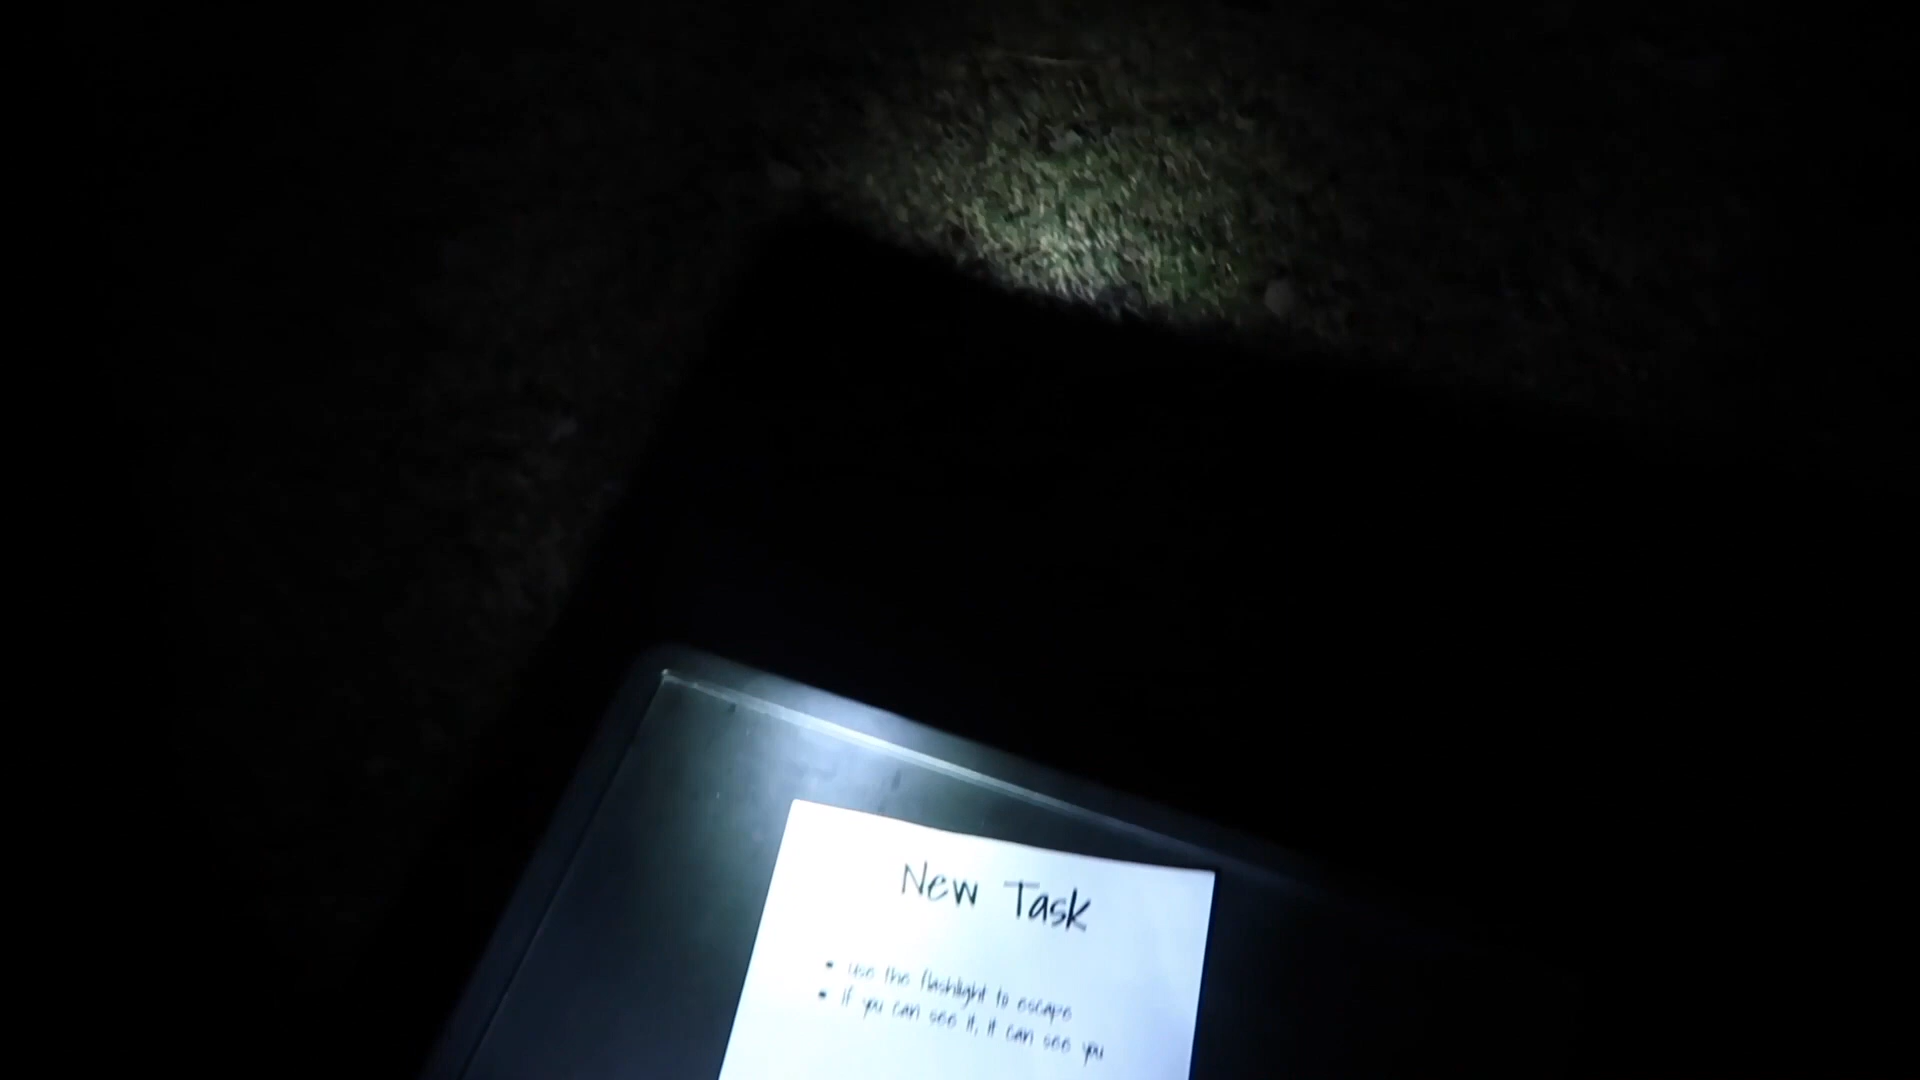 New Task
• use the flashlight to escape
• If you can see it, it can see you